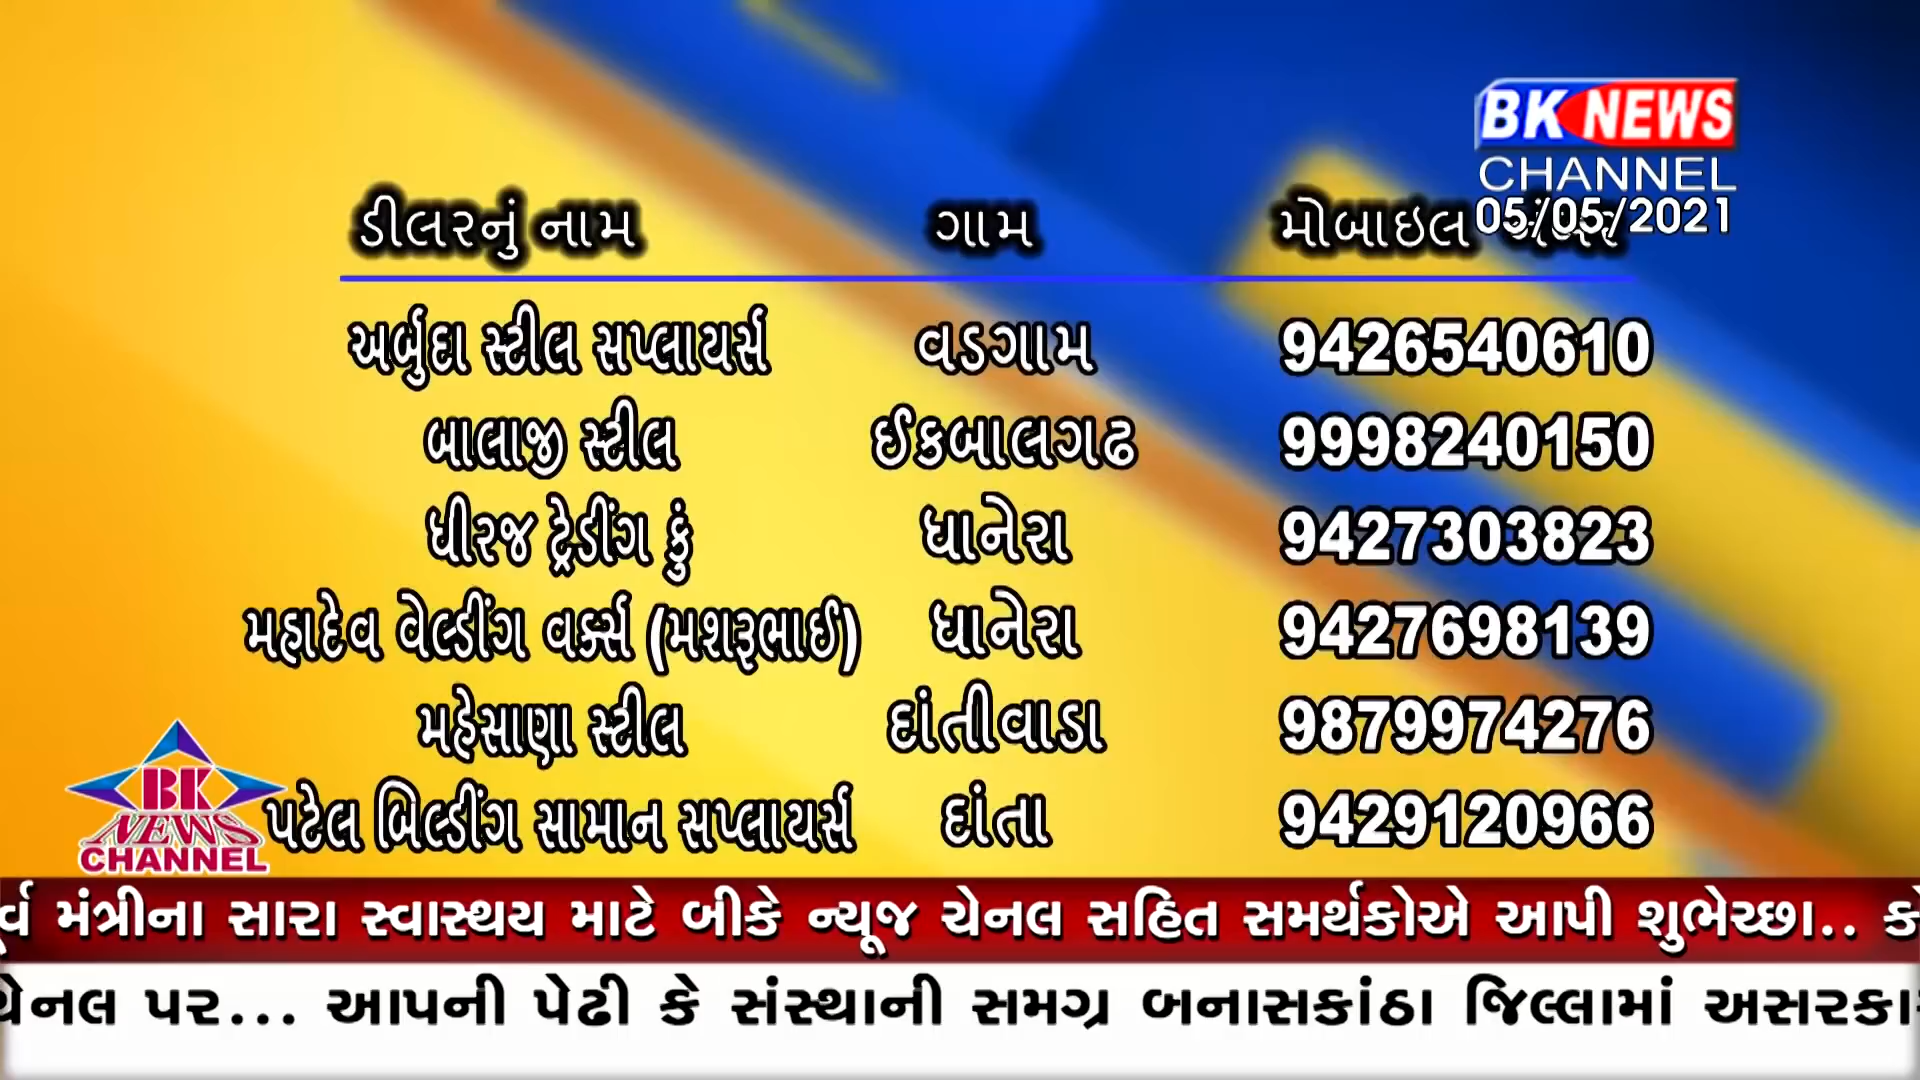 BK NEWS
CHANNEL
05/05/2021
ડીલરનું નામ ગામ મોબાઇલ
અર્બુદા સ્ટીલ સપ્લાયર્સ વડગામ 9426540610
બાલાજી સ્ટીલ ઈકબાલગઢ 9998240150
ધીરજ ટ્રેડીંગ કું ધાનેરા 9427303823
મહાદેવ વેલ્ડીંગ વર્ક્સ (મશરૂભાઈ) ધાનેરા 9427698139
મહેસાણા સ્ટીલ દાંતીવાડા 9879974276
પટેલ બિલ્ડીંગ સામાન સપ્લાયર્સ દાંતા 9429120966
BK
NEWS
CHANNEL
મંત્રીના સારા સ્વાસ્થય માટે બીકે ન્યૂજ ચેનલ સહિત સમર્થકોએ આપી શુભેચ્છા..
પર... આપની પેઢી કે સંસ્થાની સમગ્ર બનાસકાંઠા જિલ્લામાં